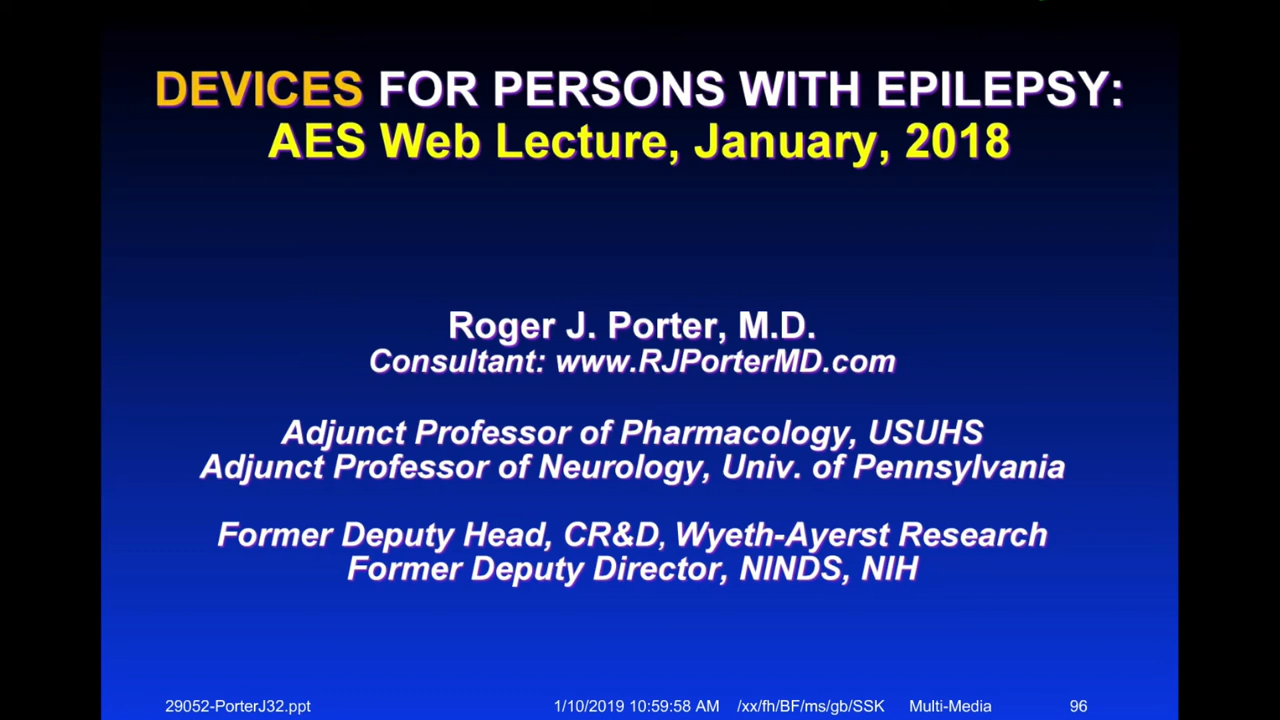 DEVICES FOR PERSONS WITH EPILEPSY:
AES Web Lecture, January, 2018
Roger J. Porter, M.D.
Consultant: www.RJPorterMD.com
Adjunct Professor of Pharmacology, USUHS
Adjunct Professor of Neurology, Univ. of Pennsylvania
Former Deputy Head, CR&D, Wyeth-Ayerst Research
Former Deputy Director, NINDS, NIH
29052-PorterJ32.ppt 1/10/2019 10:59:58 AM /xx/fh/BF/ms/gb/SSK Multi-Media 96